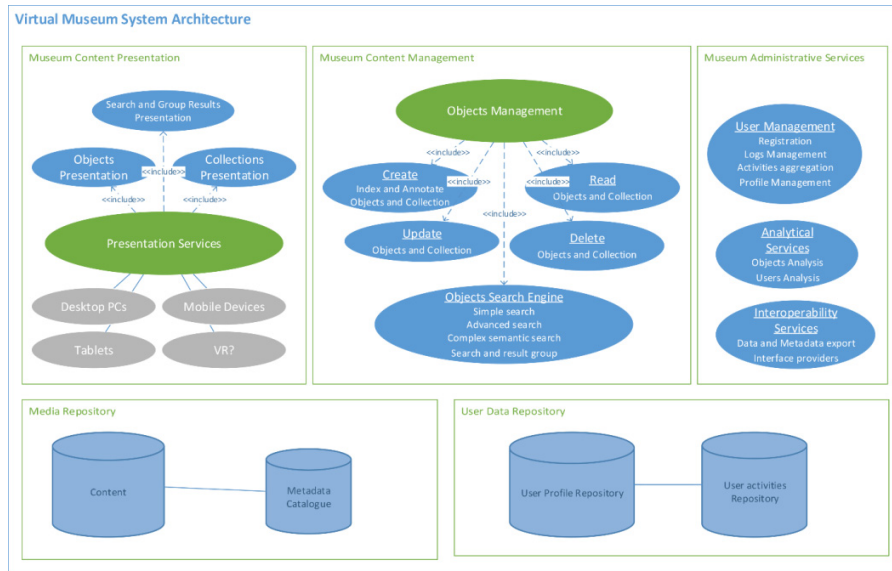 Virtual Museum System Architecture
Museum Content Presentation
Search and Group Results
Presentation
Objects
Presentation
<<include>>
Collections
Presentation
<<include>>
<<include>>
Presentation Services
Desktop PCs
Mobile Devices
Tablets
VR?
Museum Content Management
Objects Management
<<include>>
<<include>>
Create
Index and Annotate
Objects and Collection
<<include>>
<<include>>
Read
Objects and Collection
<<include>>
Update
Objects and Collection
Delete
Objects and Collection
Objects Search Engine
Simple search
Advanced search
Complex semantic search
Search and result group
Museum Administrative Services
User Management
Registration
Logs Management
Activities aggregation
Profile Management
Analytical
Services
Objects Analysis
Users Analysis
Interoperability
Services
Data and Metadata export
Interface providers
Media Repository
Content
Metadata
Catalogue
User Data Repository
User Profile Repository
User activities
Repository